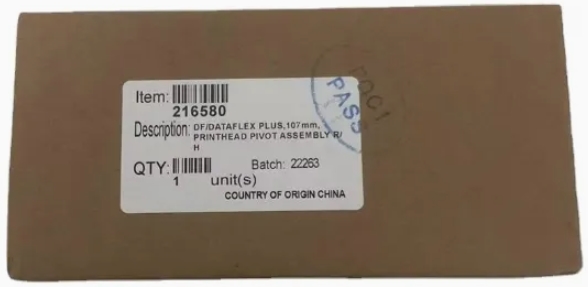 Item:
216580
Description: DF/DATAFLEX PLUS,107mm,
PRINTHEAD PIVOT ASSEMBLY R/
H
QTY:
1 unit(s)
Batch: 22263
COUNTRY OF ORIGIN CHINA
PASS